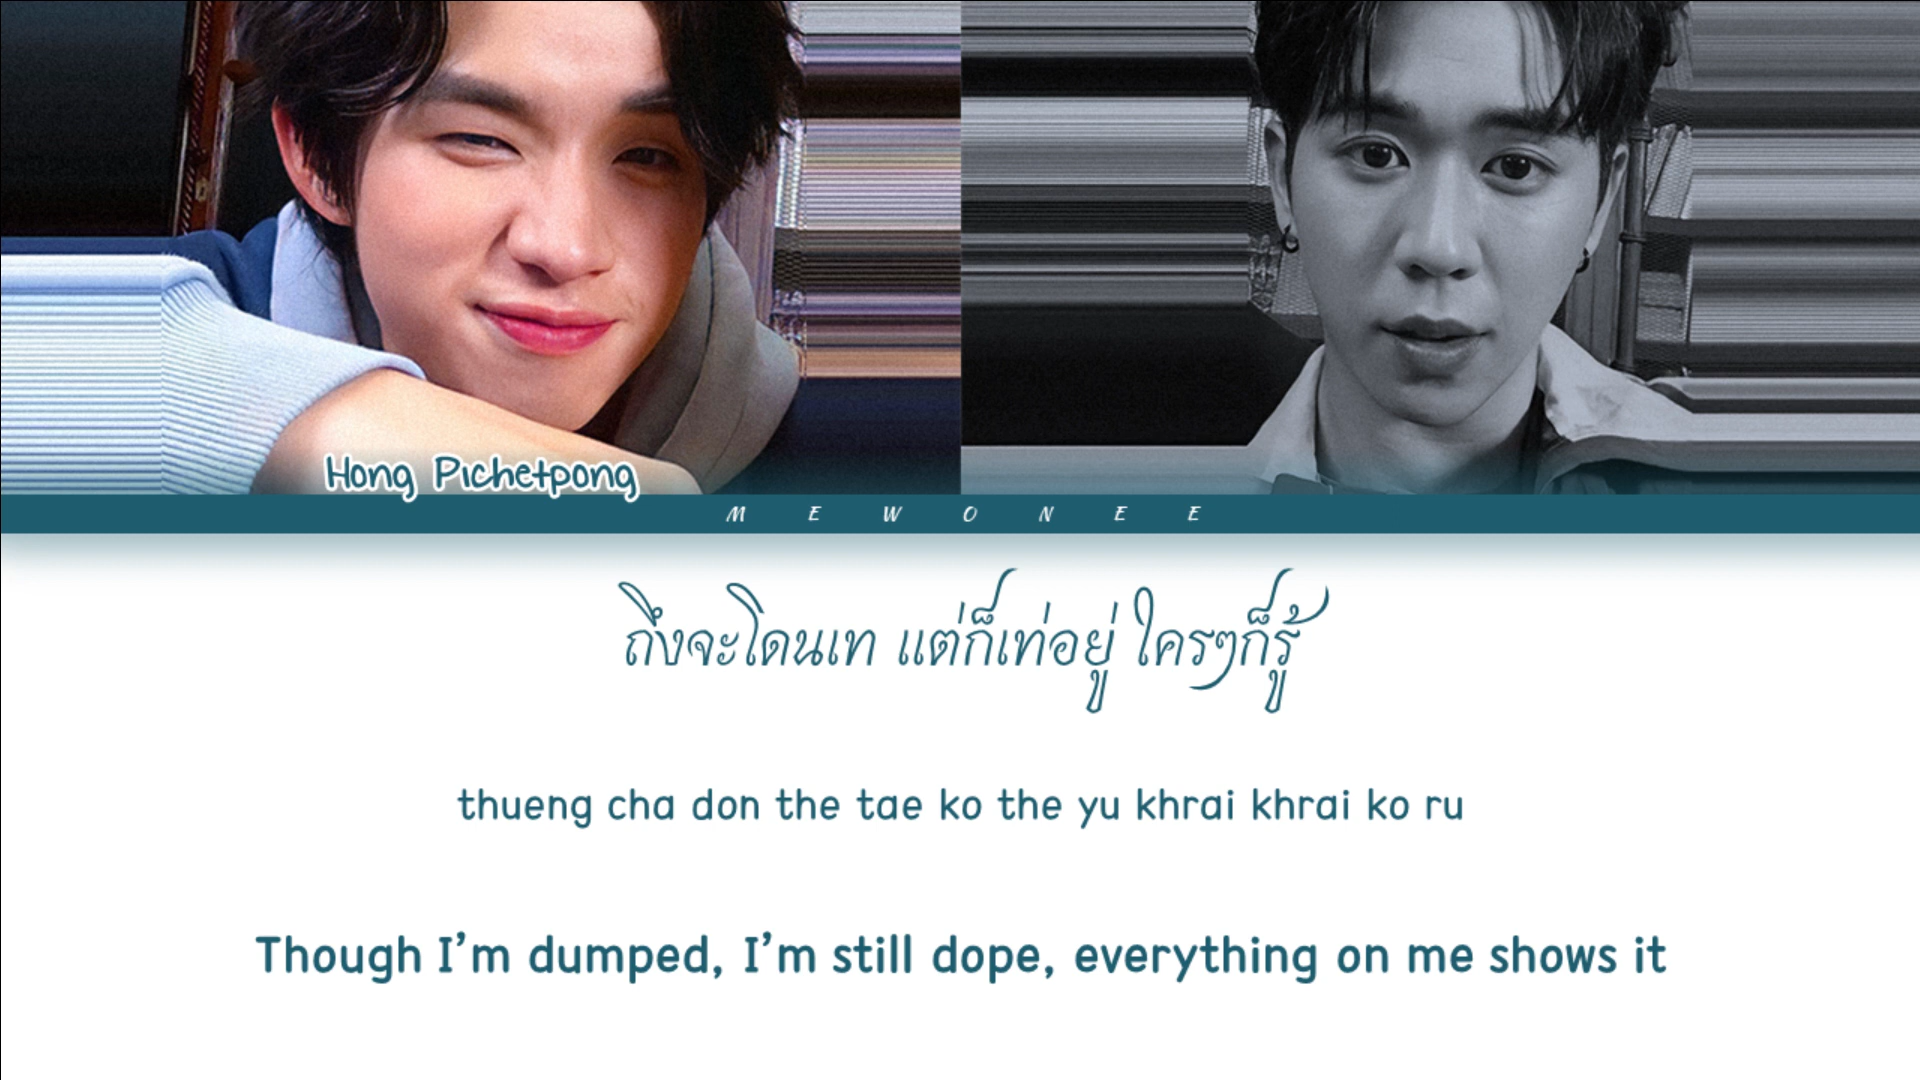 Hong Pichetpong
MEWONEE
ถึงจะโดนเท แต่ก็เท่อยู่ ใครๆก็รู้
thueng cha don the tae ko the yu khrai khrai ko ru
Though I’m dumped, I’m still dope, everything on me shows it